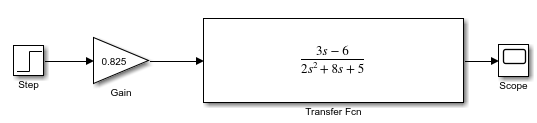 0.825
3s − 6
2s² + 8s + 5
Step
Gain
Transfer Fcn
Scope